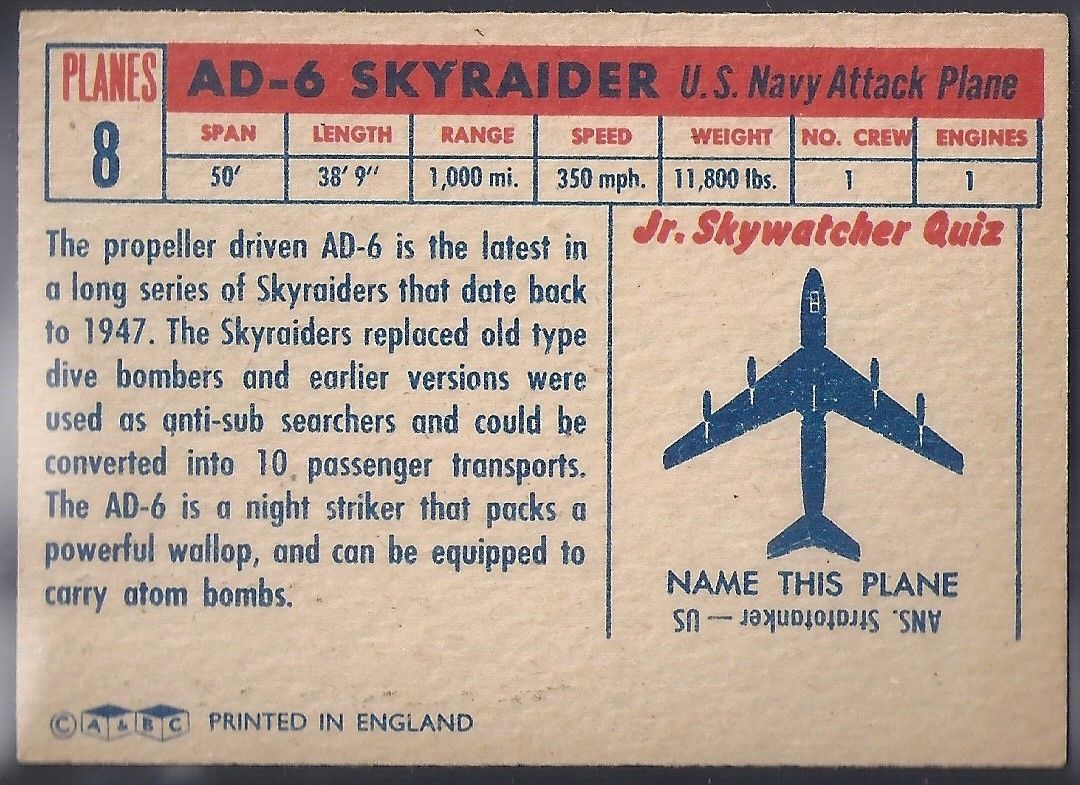 PLANES
8
AD-6 SKYRAIDER U.S. Navy Attack Plane
SPAN LENGTH RANGE SPEED WEIGHT NO. CREW ENGINES
50′ 38′ 9″ 1,000 mi. 350 mph. 11,800 lbs. 1 1
The propeller driven AD-6 is the latest in
a long series of Skyraiders that date back
to 1947. The Skyraiders replaced old type
dive bombers and earlier versions were
used as anti-sub searchers and could be
converted into 10 passenger transports.
The AD-6 is a night striker that packs a
powerful wallop, and can be equipped to
carry atom bombs.
Jr. Skywatcher Quiz
NAME THIS PLANE
ANS. Stratotanker — US
© A & BC PRINTED IN ENGLAND